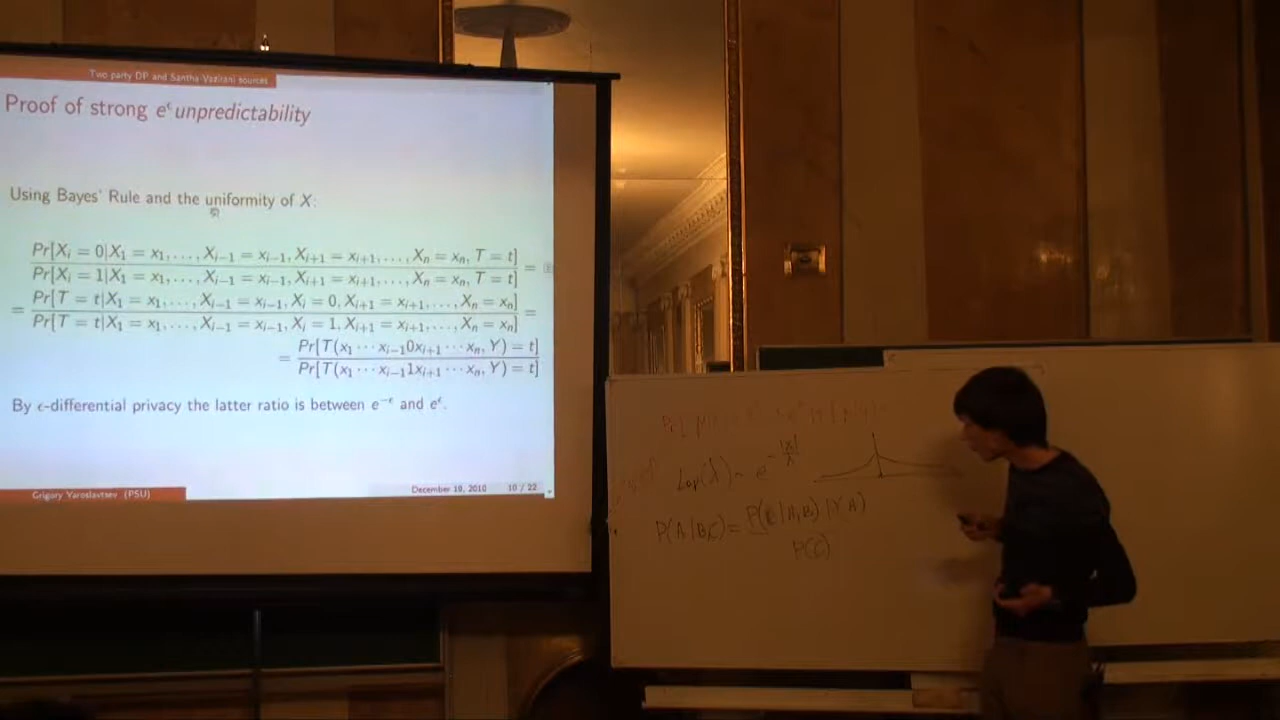 Two party DP and Santha-Vazirani sources
Proof of strong e^ϵ unpredictability
Using Bayes' Rule and the uniformity of X:
Pr[X_i = 0|X_1 = x_1, . . . , X_{i−1} = x_{i−1}, X_{i+1} = x_{i+1}, . . . , X_n = x_n, T = t] =
Pr[X_i = 1|X_1 = x_1, . . . , X_{i−1} = x_{i−1}, X_{i+1} = x_{i+1}, . . . , X_n = x_n, T = t]
= Pr[T = t|X_1 = x_1, . . . , X_{i−1} = x_{i−1}, X_i = 0, X_{i+1} = x_{i+1}, . . . , X_n = x_n] =
Pr[T = t|X_1 = x_1, . . . , X_{i−1} = x_{i−1}, X_i = 1, X_{i+1} = x_{i+1}, . . . , X_n = x_n]
= Pr[T(x_1 ⋯ x_{i−1}0x_{i+1} ⋯ x_n, Y) = t]
Pr[T(x_1 ⋯ x_{i−1}1x_{i+1} ⋯ x_n, Y) = t]
By ϵ-differential privacy the latter ratio is between e^{−ϵ} and e^ϵ.
Grigory Yaroslavtsev (PSU) December 10, 2010 10 / 22
Lap(λ) ~ e^{−|x|/λ}
P(A|B,C) = P(C|A,B)
P(C)